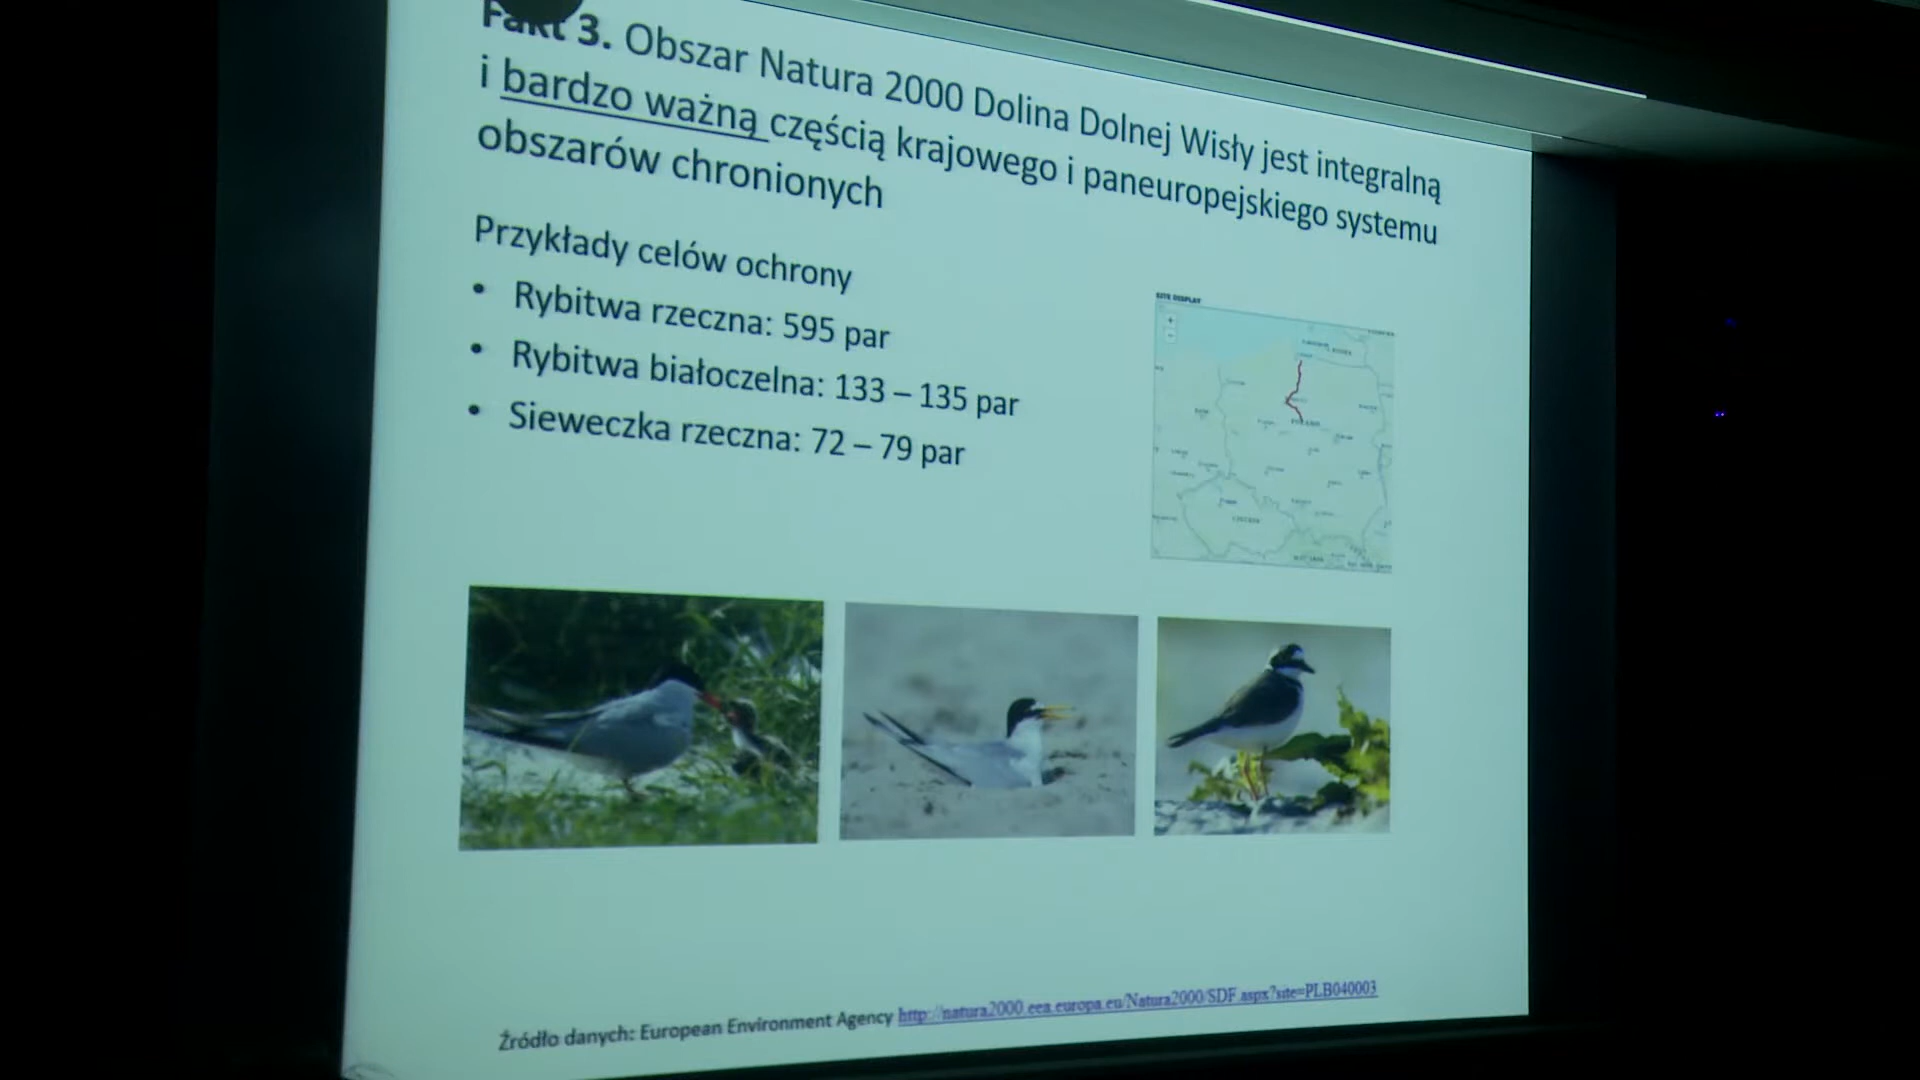 Fakt 3. Obszar Natura 2000 Dolina Dolnej Wisły jest integralną
i bardzo ważną częścią krajowego i paneuropejskiego systemu
obszarów chronionych
Przykłady celów ochrony
• Rybitwa rzeczna: 595 par
• Rybitwa białoczelna: 133 – 135 par
• Sieweczka rzeczna: 72 – 79 par
SITE DISPLAY
Źródło danych: European Environment Agency http://natura2000.eea.europa.eu/Natura2000/SDF.aspx?site=PLB040003